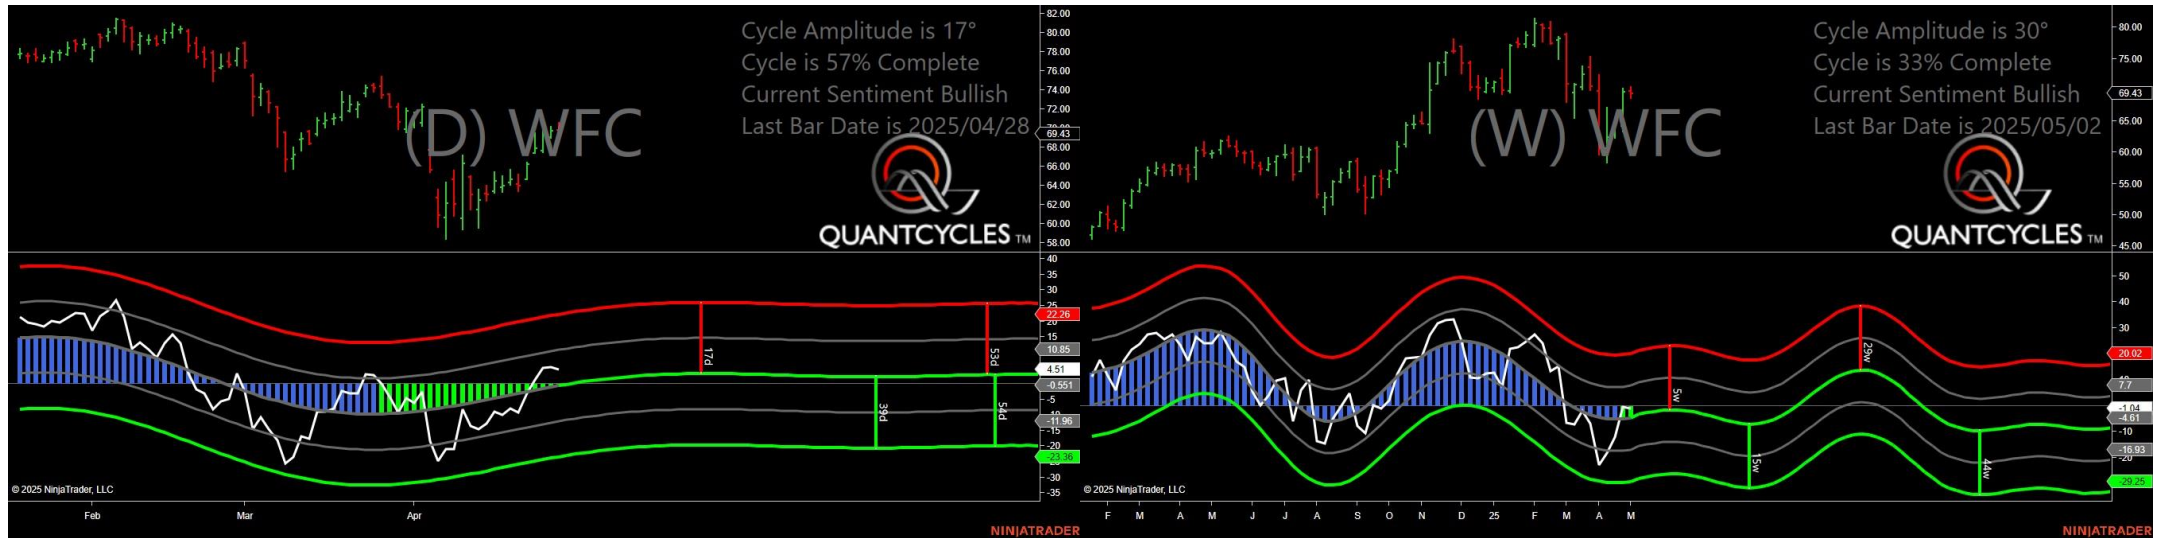 Cycle Amplitude is 17°
Cycle is 57% Complete
Current Sentiment Bullish
Last Bar Date is 2025/04/28
(D) WFC
QUANTCYCLES TM
82.00
80.00
78.00
76.00
74.00
72.00
69.43
68.00
66.00
64.00
62.00
60.00
58.00
40
35
30
25
22.26
20
15
10.85
4.51
-0.551
-5
-11.96
-15
-20
-23.36
-30
-35
17d
53d
39d
54d
© 2025 NinjaTrader, LLC
Feb
Mar
Apr
NINJATRADER
Cycle Amplitude is 30°
Cycle is 33% Complete
Current Sentiment Bullish
Last Bar Date is 2025/05/02
(W) WFC
QUANTCYCLES TM
80.00
75.00
69.43
65.00
60.00
55.00
50.00
45.00
50
40
30
20.02
7.7
-1.04
-4.61
-10
-16.93
-29.25
5w
29w
15w
44w
© 2025 NinjaTrader, LLC
F M A M J J A S O N D 25 F M A M
NINJATRADER